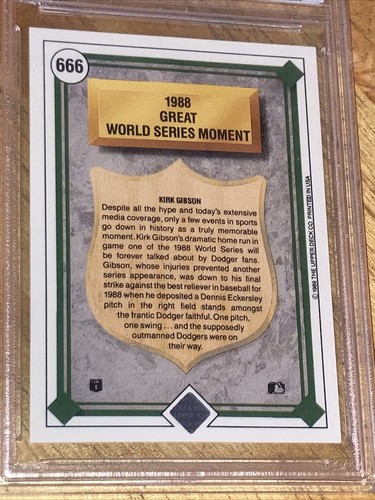 666
1988
GREAT
WORLD SERIES MOMENT
KIRK GIBSON
Despite all the hype and today's extensive
media coverage, only a few events in sports
go down in history as a truly memorable
moment. Kirk Gibson's dramatic home run in
game one of the 1988 World Series will
be forever talked about by Dodger fans.
Gibson, whose injuries prevented another
series appearance, was down to his final
strike against the best reliever in baseball for
1988 when he deposited a Dennis Eckersley
pitch in the right field stands amongst
the frantic Dodger faithful. One pitch,
one swing . . . and the supposedly
outmanned Dodgers were on
their way.
© 1989 THE UPPER DECK CO. PRINTED IN USA